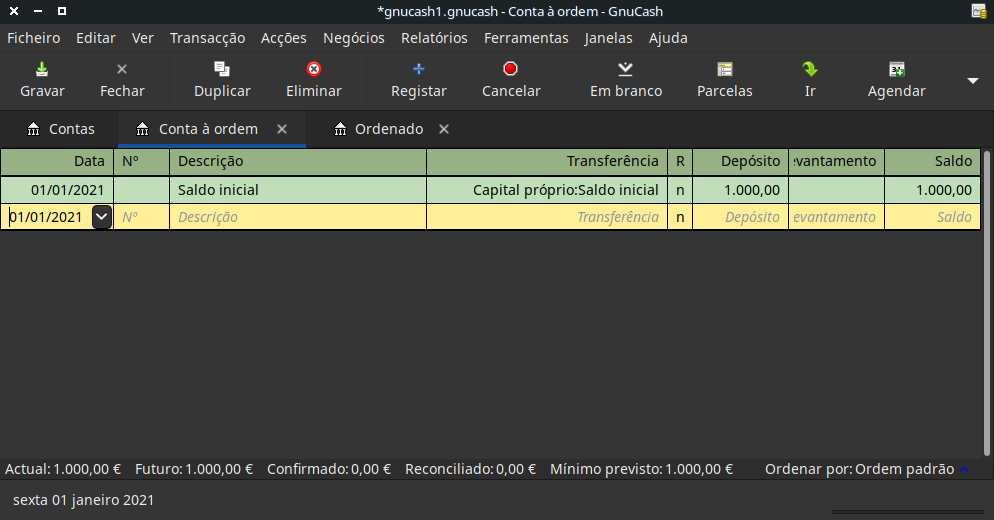 *gnucash1.gnucash - Conta à ordem - GnuCash
Ficheiro Editar Ver Transacção Acções Negócios Relatórios Ferramentas Janelas Ajuda
Gravar Fechar Duplicar Eliminar Registar Cancelar Em branco Parcelas Ir Agendar
Contas Conta à ordem Ordenado
Data Nº Descrição Transferência R Depósito evantamento Saldo
01/01/2021 Saldo inicial Capital próprio:Saldo inicial n 1.000,00 1.000,00
01/01/2021 Nº Descrição Transferência n Depósito evantamento Saldo
Actual: 1.000,00 € Futuro: 1.000,00 € Confirmado: 0,00 € Reconciliado: 0,00 € Mínimo previsto: 1.000,00 € Ordenar por: Ordem padrão
sexta 01 janeiro 2021